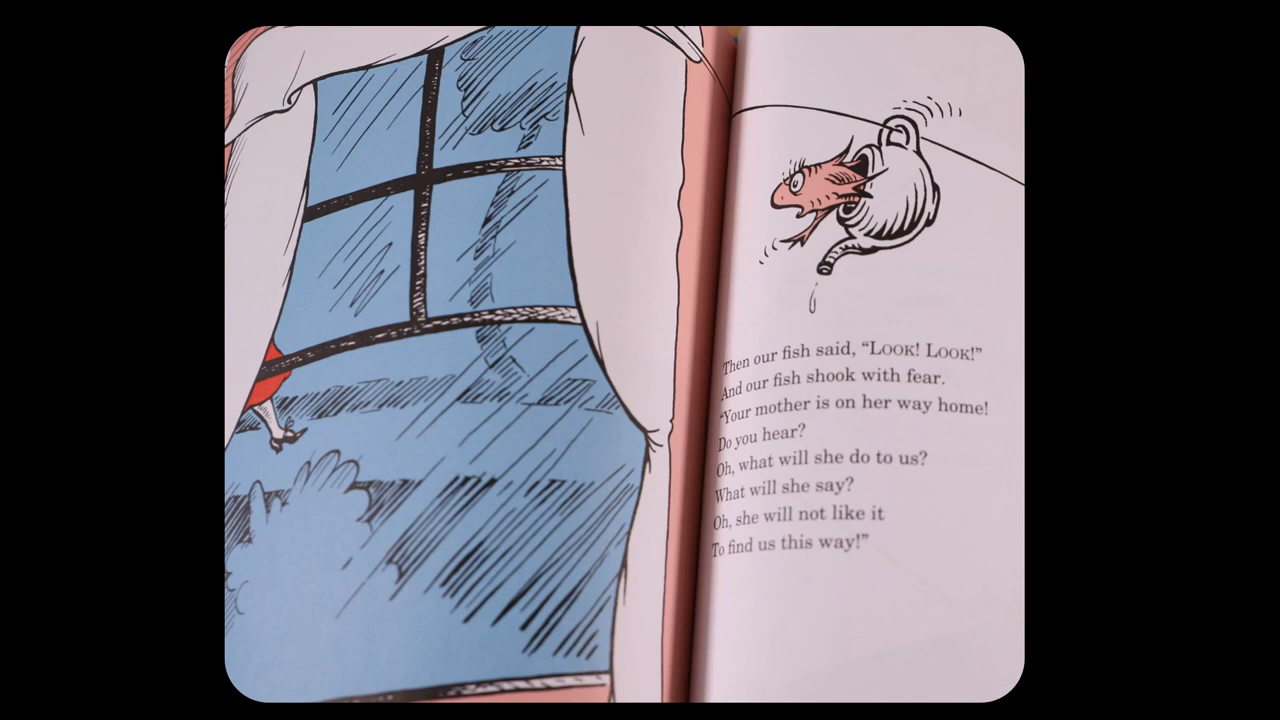 Then our fish said, “LOOK! LOOK!”
And our fish shook with fear.
“Your mother is on her way home!
Do you hear?
Oh, what will she do to us?
What will she say?
Oh, she will not like it
To find us this way!”